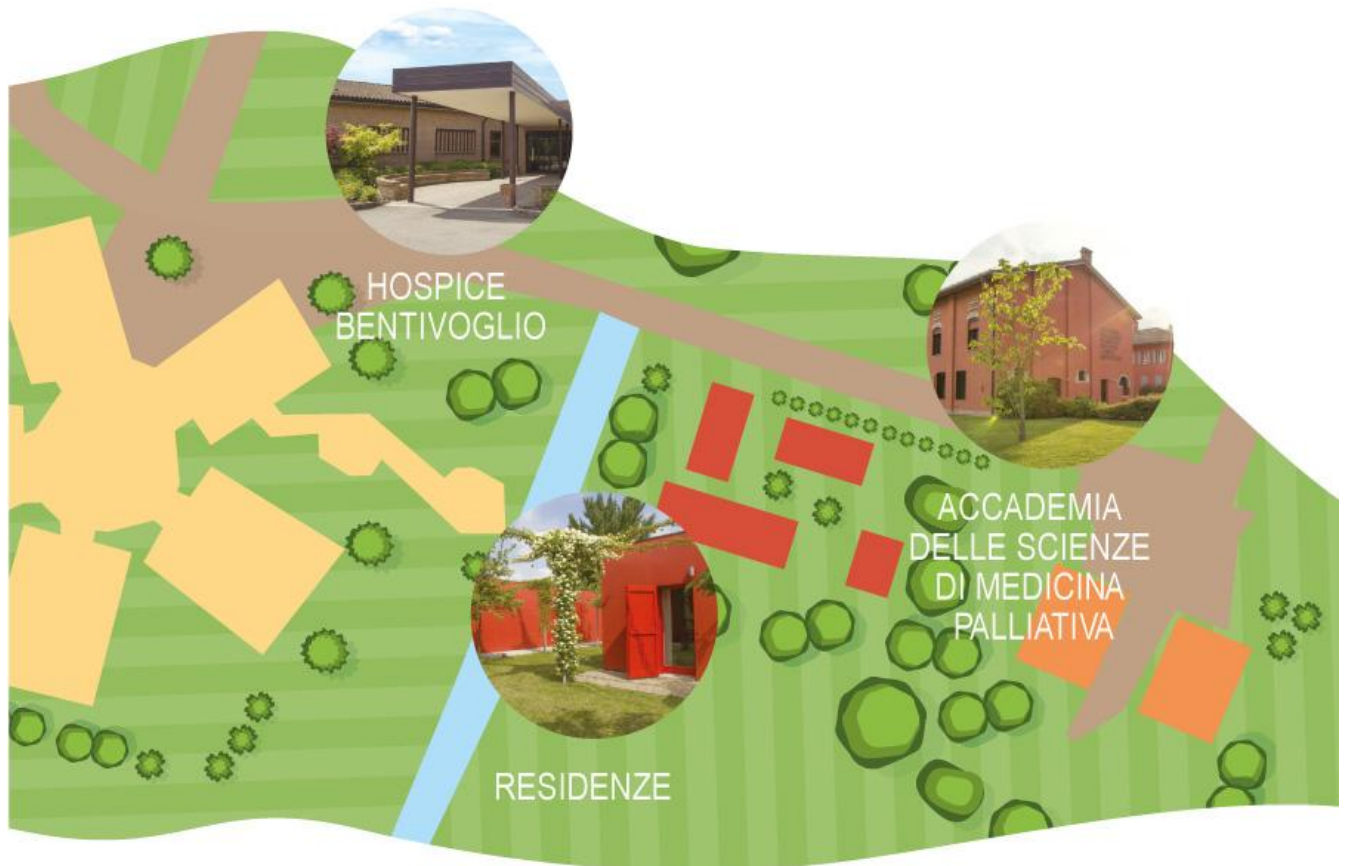 HOSPICE
BENTIVOGLIO
ACCADEMIA
DELLE SCIENZE
DI MEDICINA
PALLIATIVA
RESIDENZE